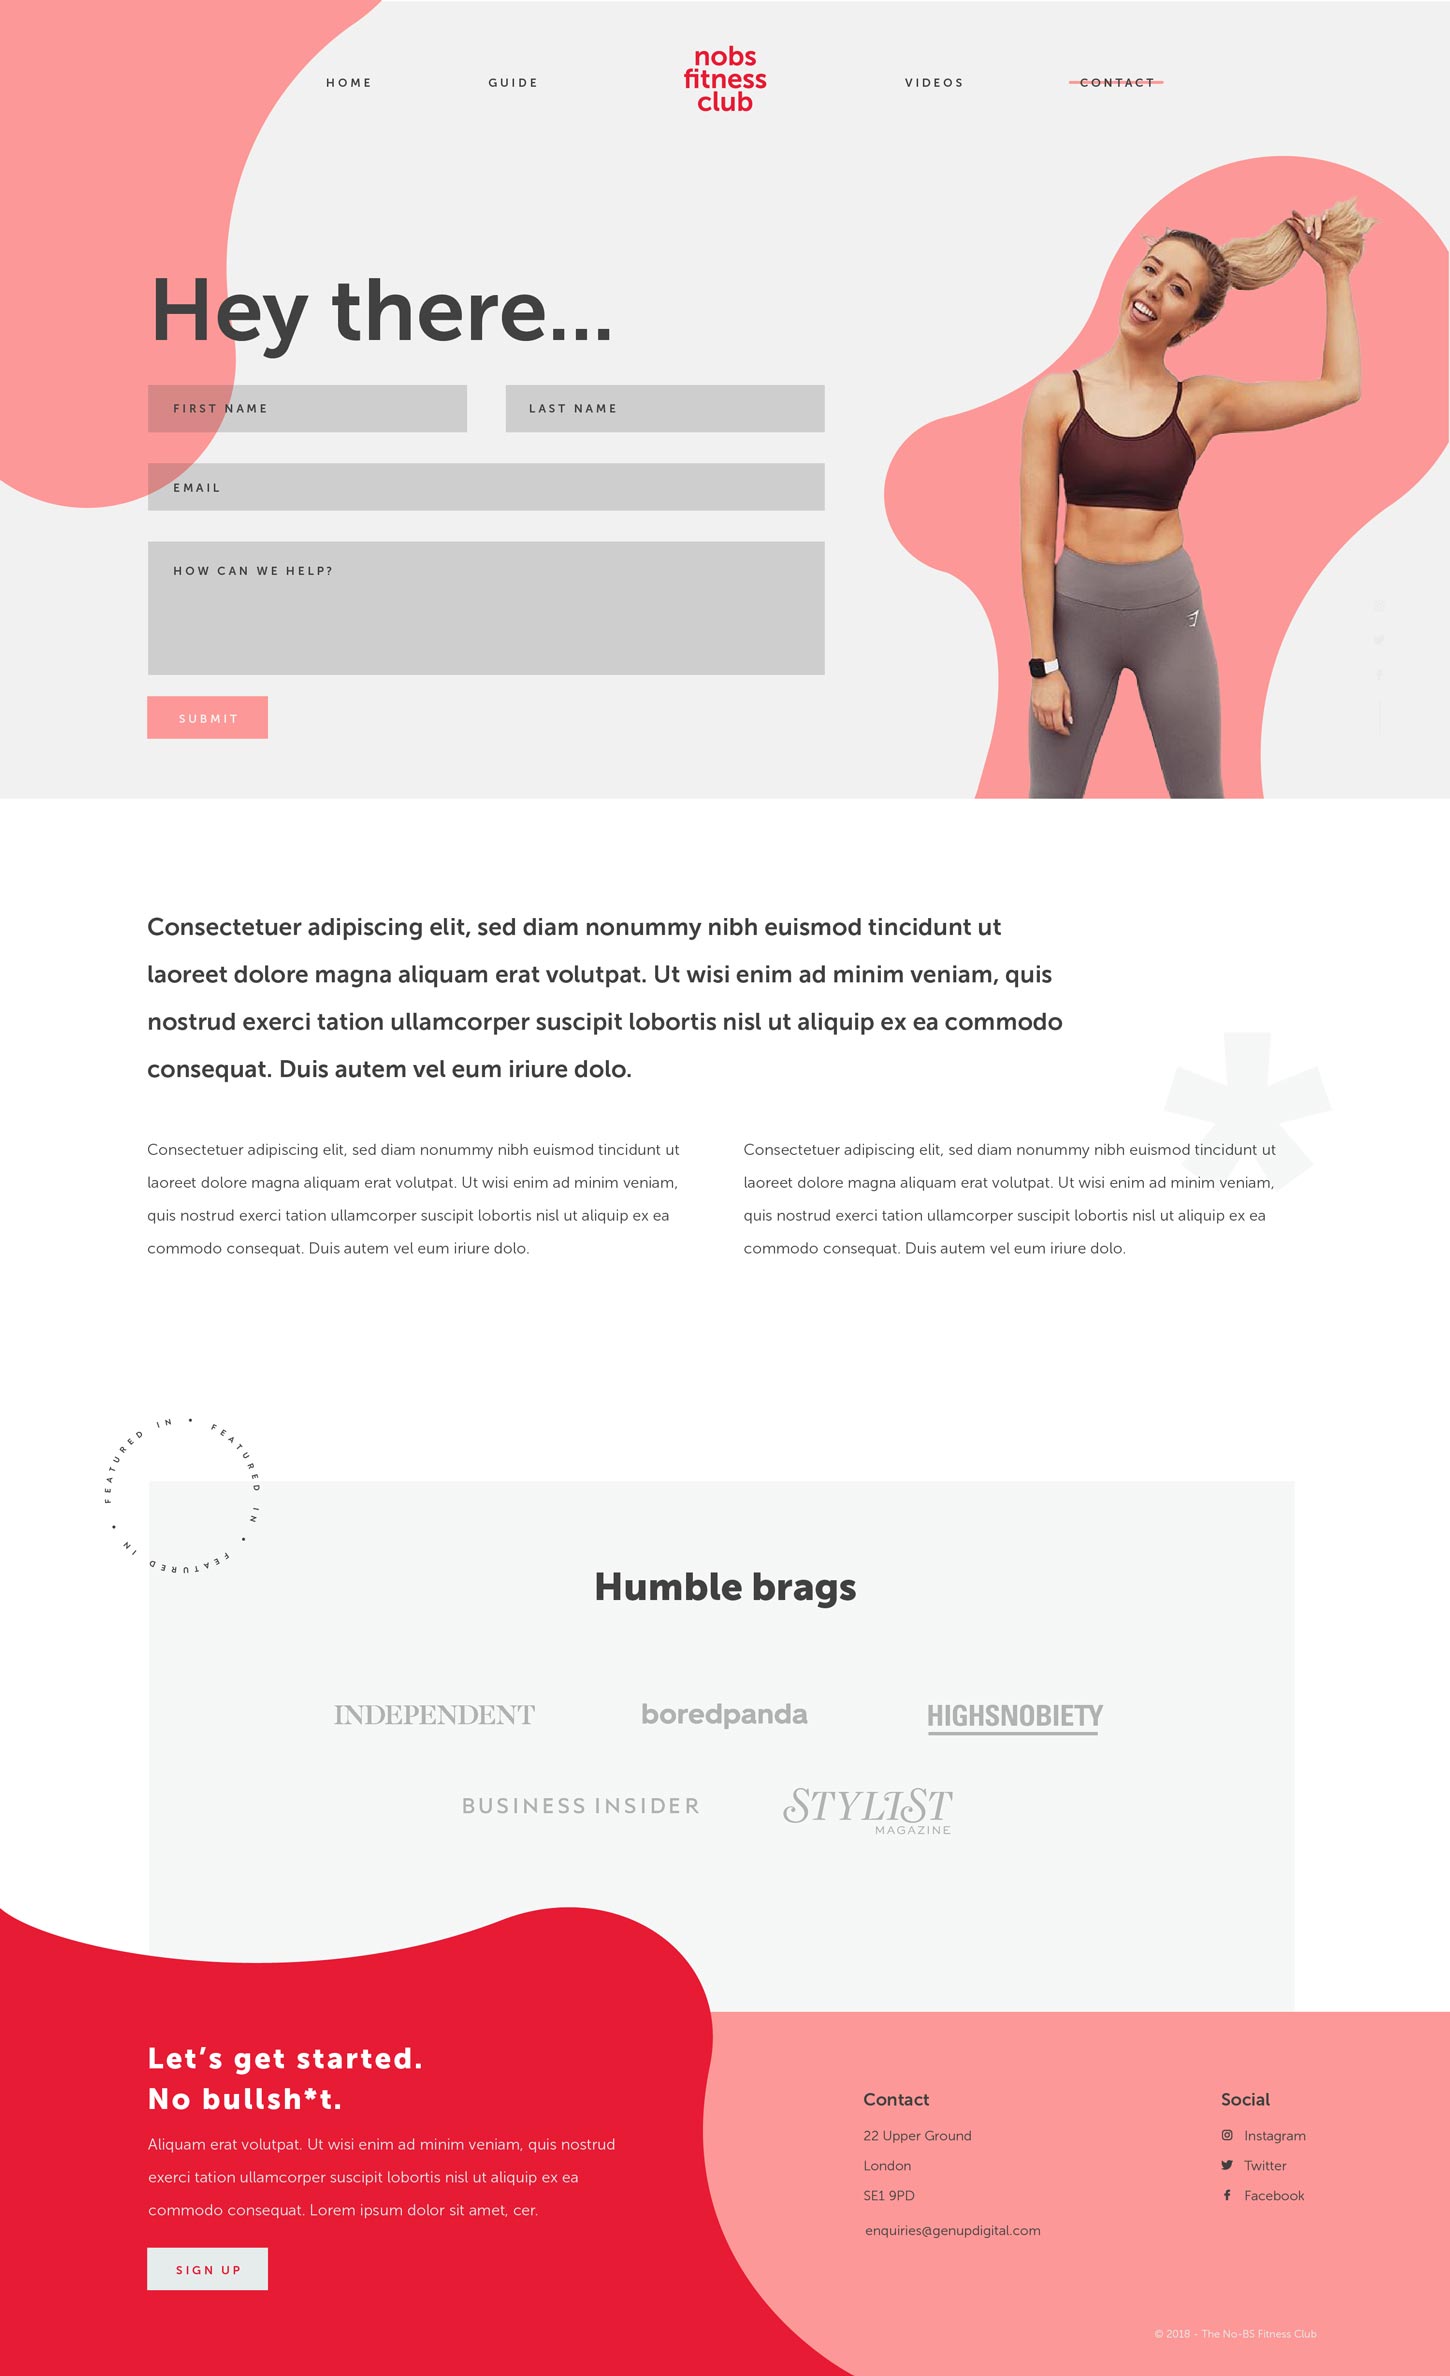 HOME
GUIDE
nobs
fitness
club
VIDEOS
CONTACT
Hey there...
FIRST NAME
LAST NAME
EMAIL
HOW CAN WE HELP?
SUBMIT
Consectetuer adipiscing elit, sed diam nonummy nibh euismod tincidunt ut
laoreet dolore magna aliquam erat volutpat. Ut wisi enim ad minim veniam, quis
nostrud exerci tation ullamcorper suscipit lobortis nisl ut aliquip ex ea commodo
consequat. Duis autem vel eum iriure dolo.
Consectetuer adipiscing elit, sed diam nonummy nibh euismod tincidunt ut
laoreet dolore magna aliquam erat volutpat. Ut wisi enim ad minim veniam,
quis nostrud exerci tation ullamcorper suscipit lobortis nisl ut aliquip ex ea
commodo consequat. Duis autem vel eum iriure dolo.
Consectetuer adipiscing elit, sed diam nonummy nibh euismod tincidunt ut
laoreet dolore magna aliquam erat volutpat. Ut wisi enim ad minim veniam,
quis nostrud exerci tation ullamcorper suscipit lobortis nisl ut aliquip ex ea
commodo consequat. Duis autem vel eum iriure dolo.
FEATURED IN • FEATURED IN • FEATURED IN •
Humble brags
INDEPENDENT
boredpanda
HIGHSNOBIETY
BUSINESS INSIDER
STYLIST
MAGAZINE
Let’s get started.
No bullsh*t.
Aliquam erat volutpat. Ut wisi enim ad minim veniam, quis nostrud
exerci tation ullamcorper suscipit lobortis nisl ut aliquip ex ea
commodo consequat. Lorem ipsum dolor sit amet, cer.
SIGN UP
Contact
22 Upper Ground
London
SE1 9PD
enquiries@genupdigital.com
Social
Instagram
Twitter
Facebook
© 2018 - The No-BS Fitness Club